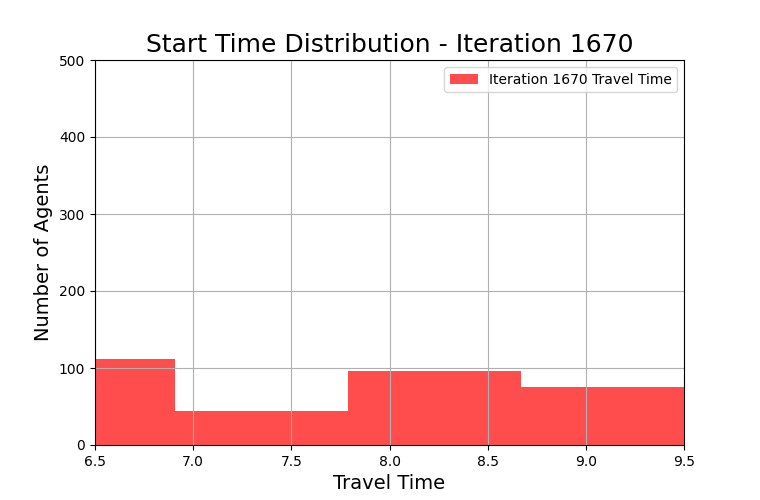 Start Time Distribution - Iteration 1670
500
Iteration 1670 Travel Time
400
300
200
100
0
Number of Agents
6.5 7.0 7.5 8.0 8.5 9.0 9.5
Travel Time